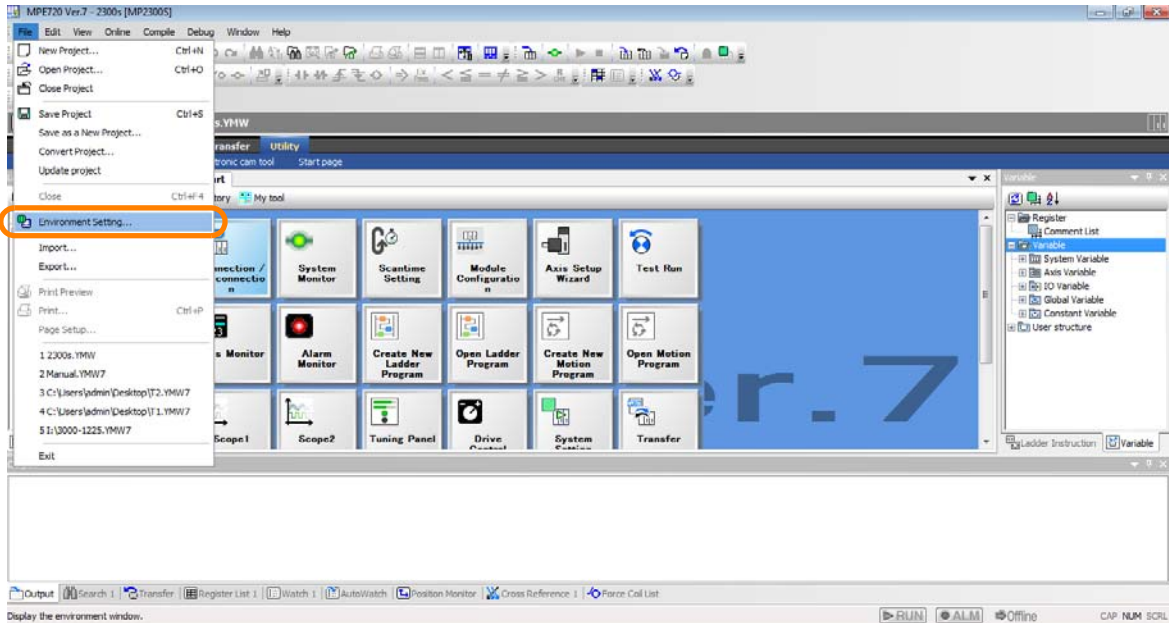 MPE720 Ver.7 - 2300s [MP2300S]
File Edit View Online Compile Debug Window Help
New Project... Ctrl+N
Open Project... Ctrl+O
Close Project
Save Project Ctrl+S
Save as a New Project...
Convert Project...
Update project
Close Ctrl+F4
Environment Setting...
Import...
Export...
Print Preview
Print... Ctrl+P
Page Setup...
1 2300s.YMW
2 Manual.YMW7
3 C:\Users\admin\Desktop\T2.YMW7
4 C:\Users\admin\Desktop\T1.YMW7
5 I:\3000-1225.YMW7
Exit
s.YMW
ransfer Utility
tronic cam tool Start page
rt
tory My tool
nection /
connectio
n
System
Monitor
Scantime
Setting
Module
Configuratio
n
Axis Setup
Wizard
Test Run
s Monitor
Alarm
Monitor
Create New
Ladder
Program
Open Ladder
Program
Create New
Motion
Program
Open Motion
Program
Scope1
Scope2
Tuning Panel
Drive
Control
System
Setting
Transfer
er.7
Variable
Register
Comment List
Variable
System Variable
Axis Variable
IO Variable
Global Variable
Constant Variable
User structure
Ladder Instruction Variable
Output Search 1 Transfer Register List 1 Watch 1 AutoWatch Position Monitor Cross Reference 1 Force Coil List
Display the environment window. RUN ALM Offline CAP NUM SCRL